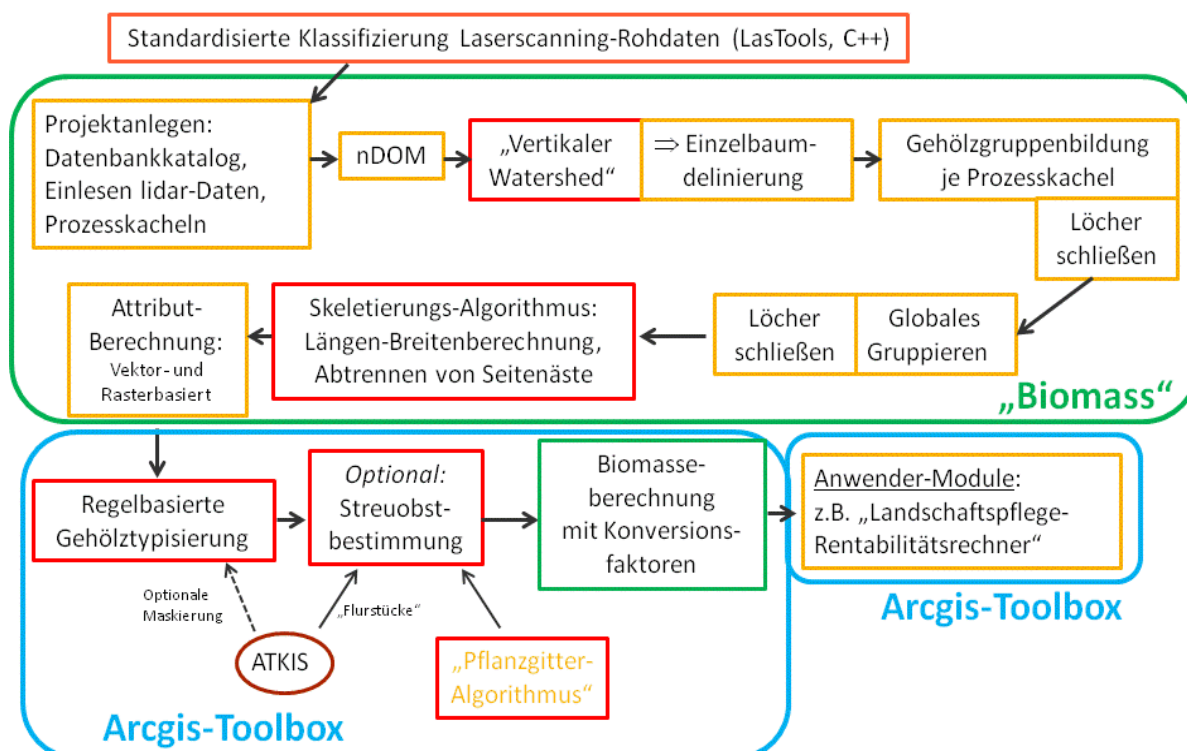 Standardisierte Klassifizierung Laserscanning-Rohdaten (LasTools, C++)
Projektanlegen:
Datenbankkatalog,
Einlesen lidar-Daten,
Prozesskacheln
nDOM
„Vertikaler
Watershed“
⇒ Einzelbaum-
delinierung
Gehölzgruppenbildung
je Prozesskachel
Löcher
schließen
Globales
Gruppieren
Löcher
schließen
Skeletierungs-Algorithmus:
Längen-Breitenberechnung,
Abtrennen von Seitenäste
Attribut-
Berechnung:
Vektor- und
Rasterbasiert
„Biomass“
Regelbasierte
Gehölztypisierung
Optional:
Streuobst-
bestimmung
Biomasse-
berechnung
mit Konversions-
faktoren
Anwender-Module:
z.B. „Landschaftspflege-
Rentabilitätsrechner“
Arcgis-Toolbox
Optionale
Maskierung
„Flurstücke“
ATKIS
„Pflanzgitter-
Algorithmus“
Arcgis-Toolbox